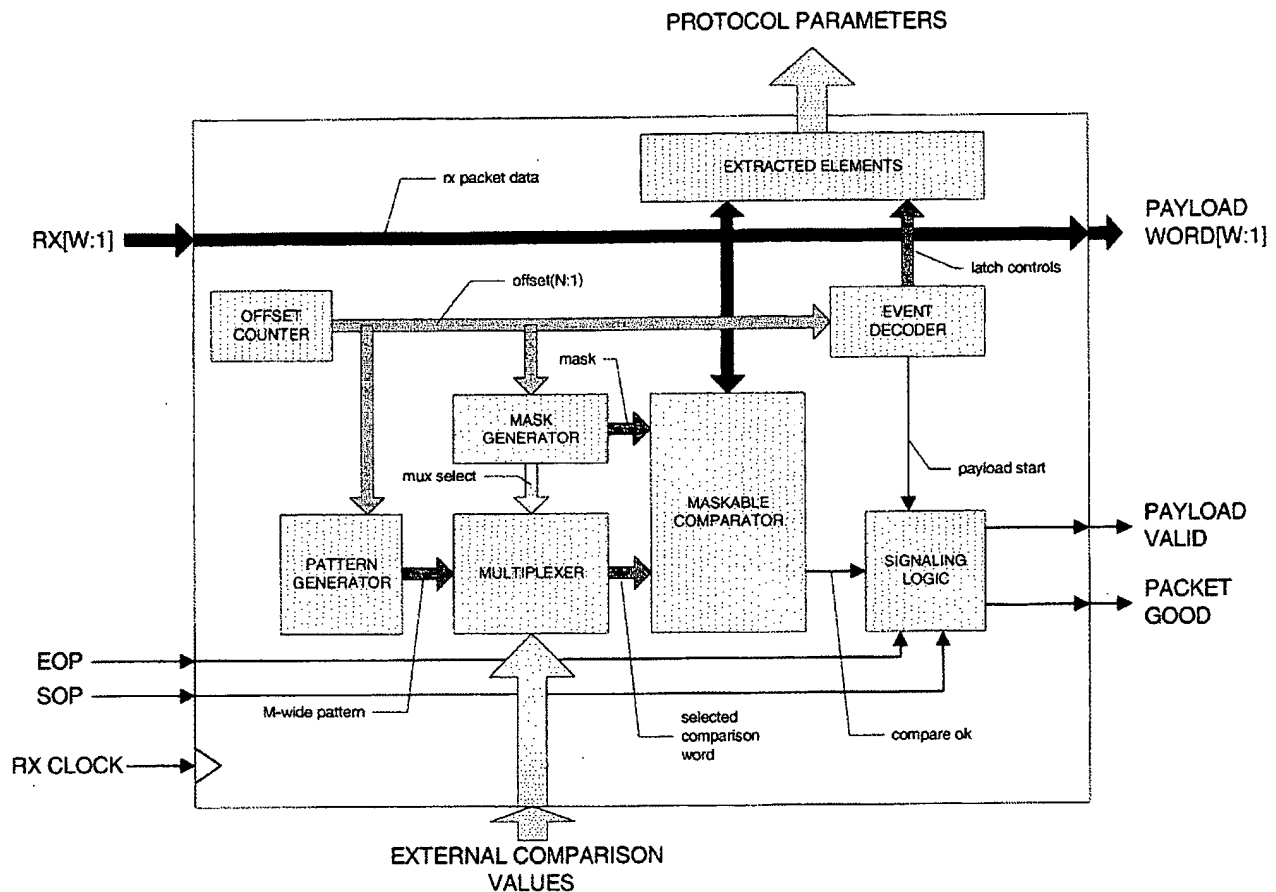 PROTOCOL PARAMETERS
EXTRACTED ELEMENTS
rx packet data
RX[W:1]
PAYLOAD
WORD[W:1]
latch controls
offset(N:1)
OFFSET
COUNTER
EVENT
DECODER
mask
MASK
GENERATOR
mux select
payload start
MASKABLE
COMPARATOR
PATTERN
GENERATOR
MULTIPLEXER
SIGNALING
LOGIC
PAYLOAD
VALID
PACKET
GOOD
EOP
SOP
M-wide pattern
selected
comparison
word
compare ok
RX CLOCK
EXTERNAL COMPARISON
VALUES